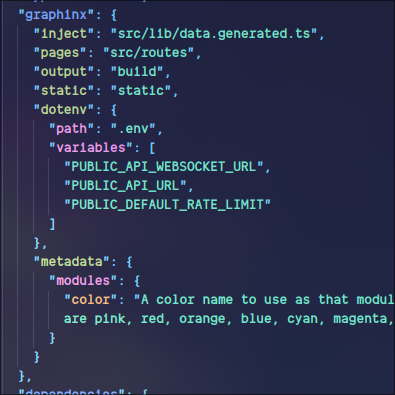 "graphinx": {
"inject": "src/lib/data.generated.ts",
"pages": "src/routes",
"output": "build",
"static": "static",
"dotenv": {
"path": ".env",
"variables": [
"PUBLIC_API_WEBSOCKET_URL",
"PUBLIC_API_URL",
"PUBLIC_DEFAULT_RATE_LIMIT"
]
},
"metadata": {
"modules": {
"color": "A color name to use as that modul
are pink, red, orange, blue, cyan, magenta,
}
}
},
"dependencies": {